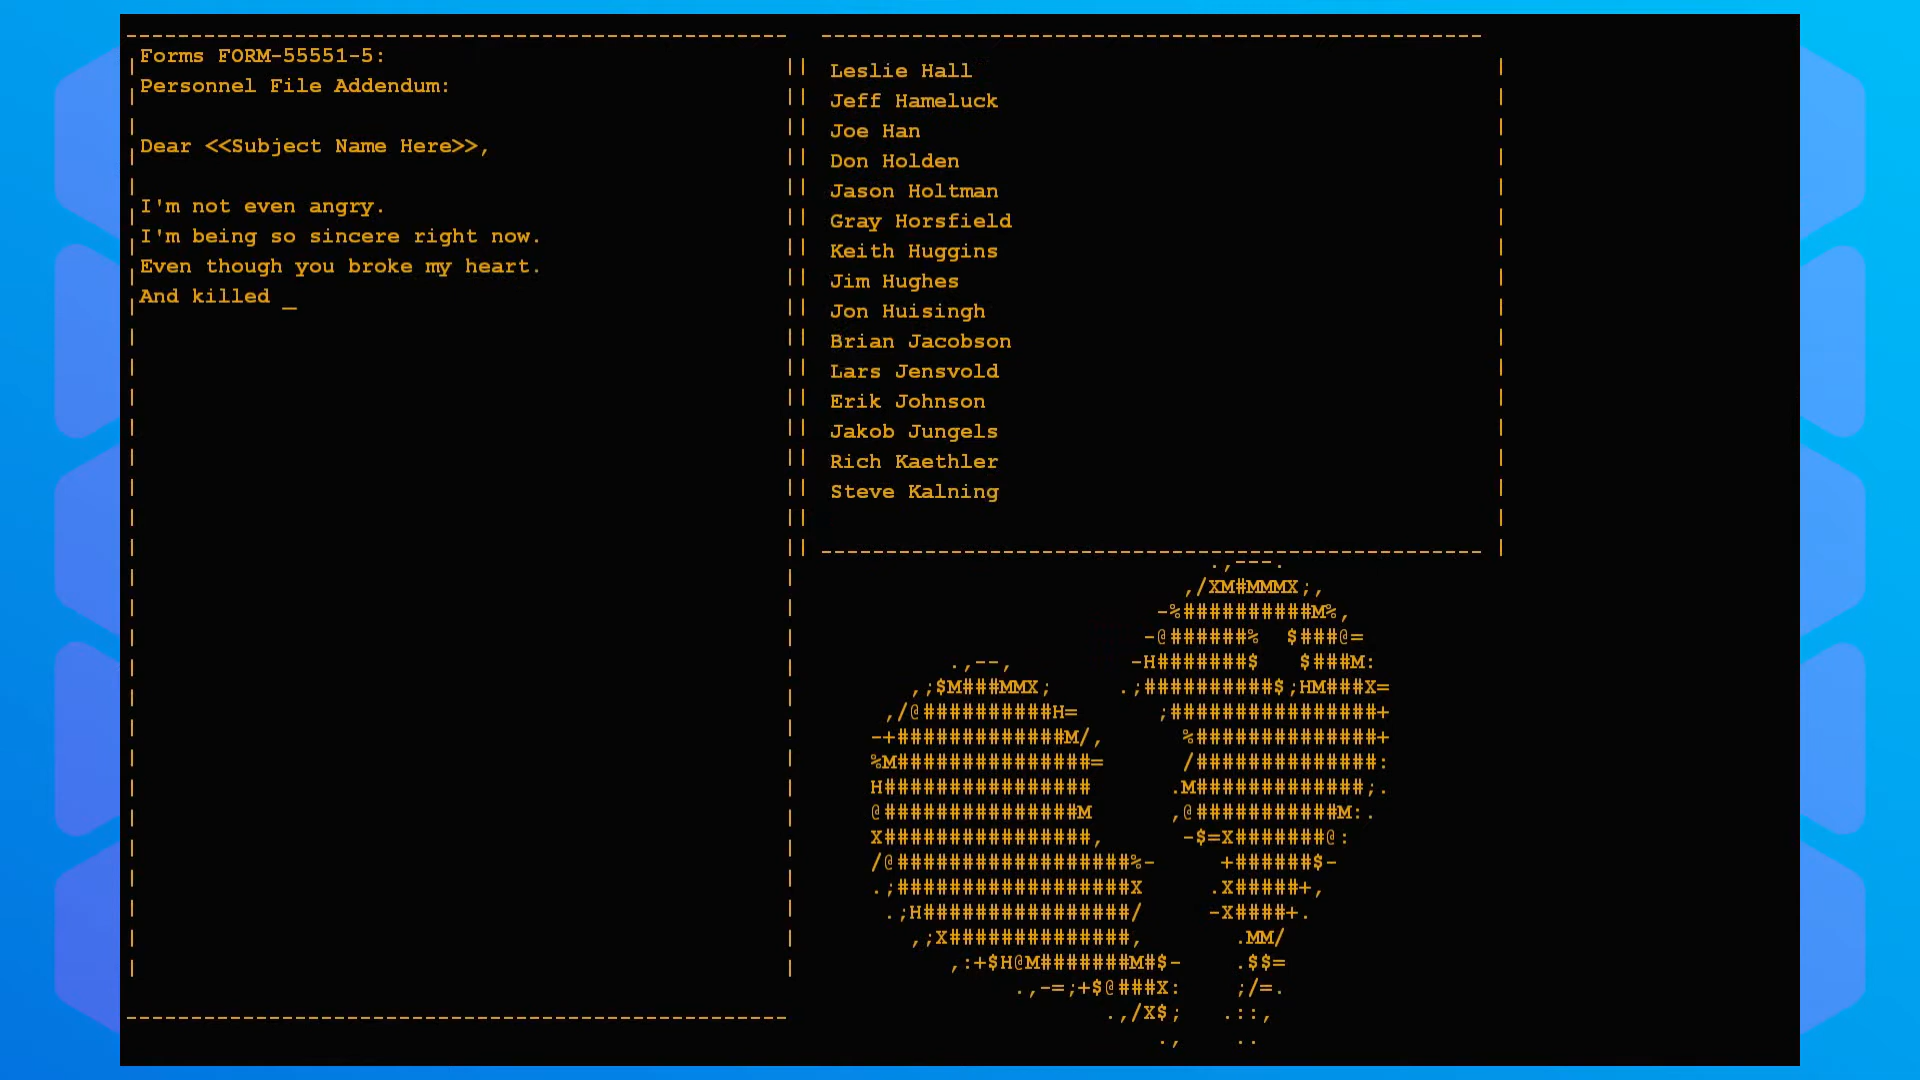 Forms FORM-55551-5:
Personnel File Addendum:
Dear <<Subject Name Here>>,
I'm not even angry.
I'm being so sincere right now.
Even though you broke my heart.
And killed _
Leslie Hall
Jeff Hameluck
Joe Han
Don Holden
Jason Holtman
Gray Horsfield
Keith Huggins
Jim Hughes
Jon Huisingh
Brian Jacobson
Lars Jensvold
Erik Johnson
Jakob Jungels
Rich Kaethler
Steve Kalning